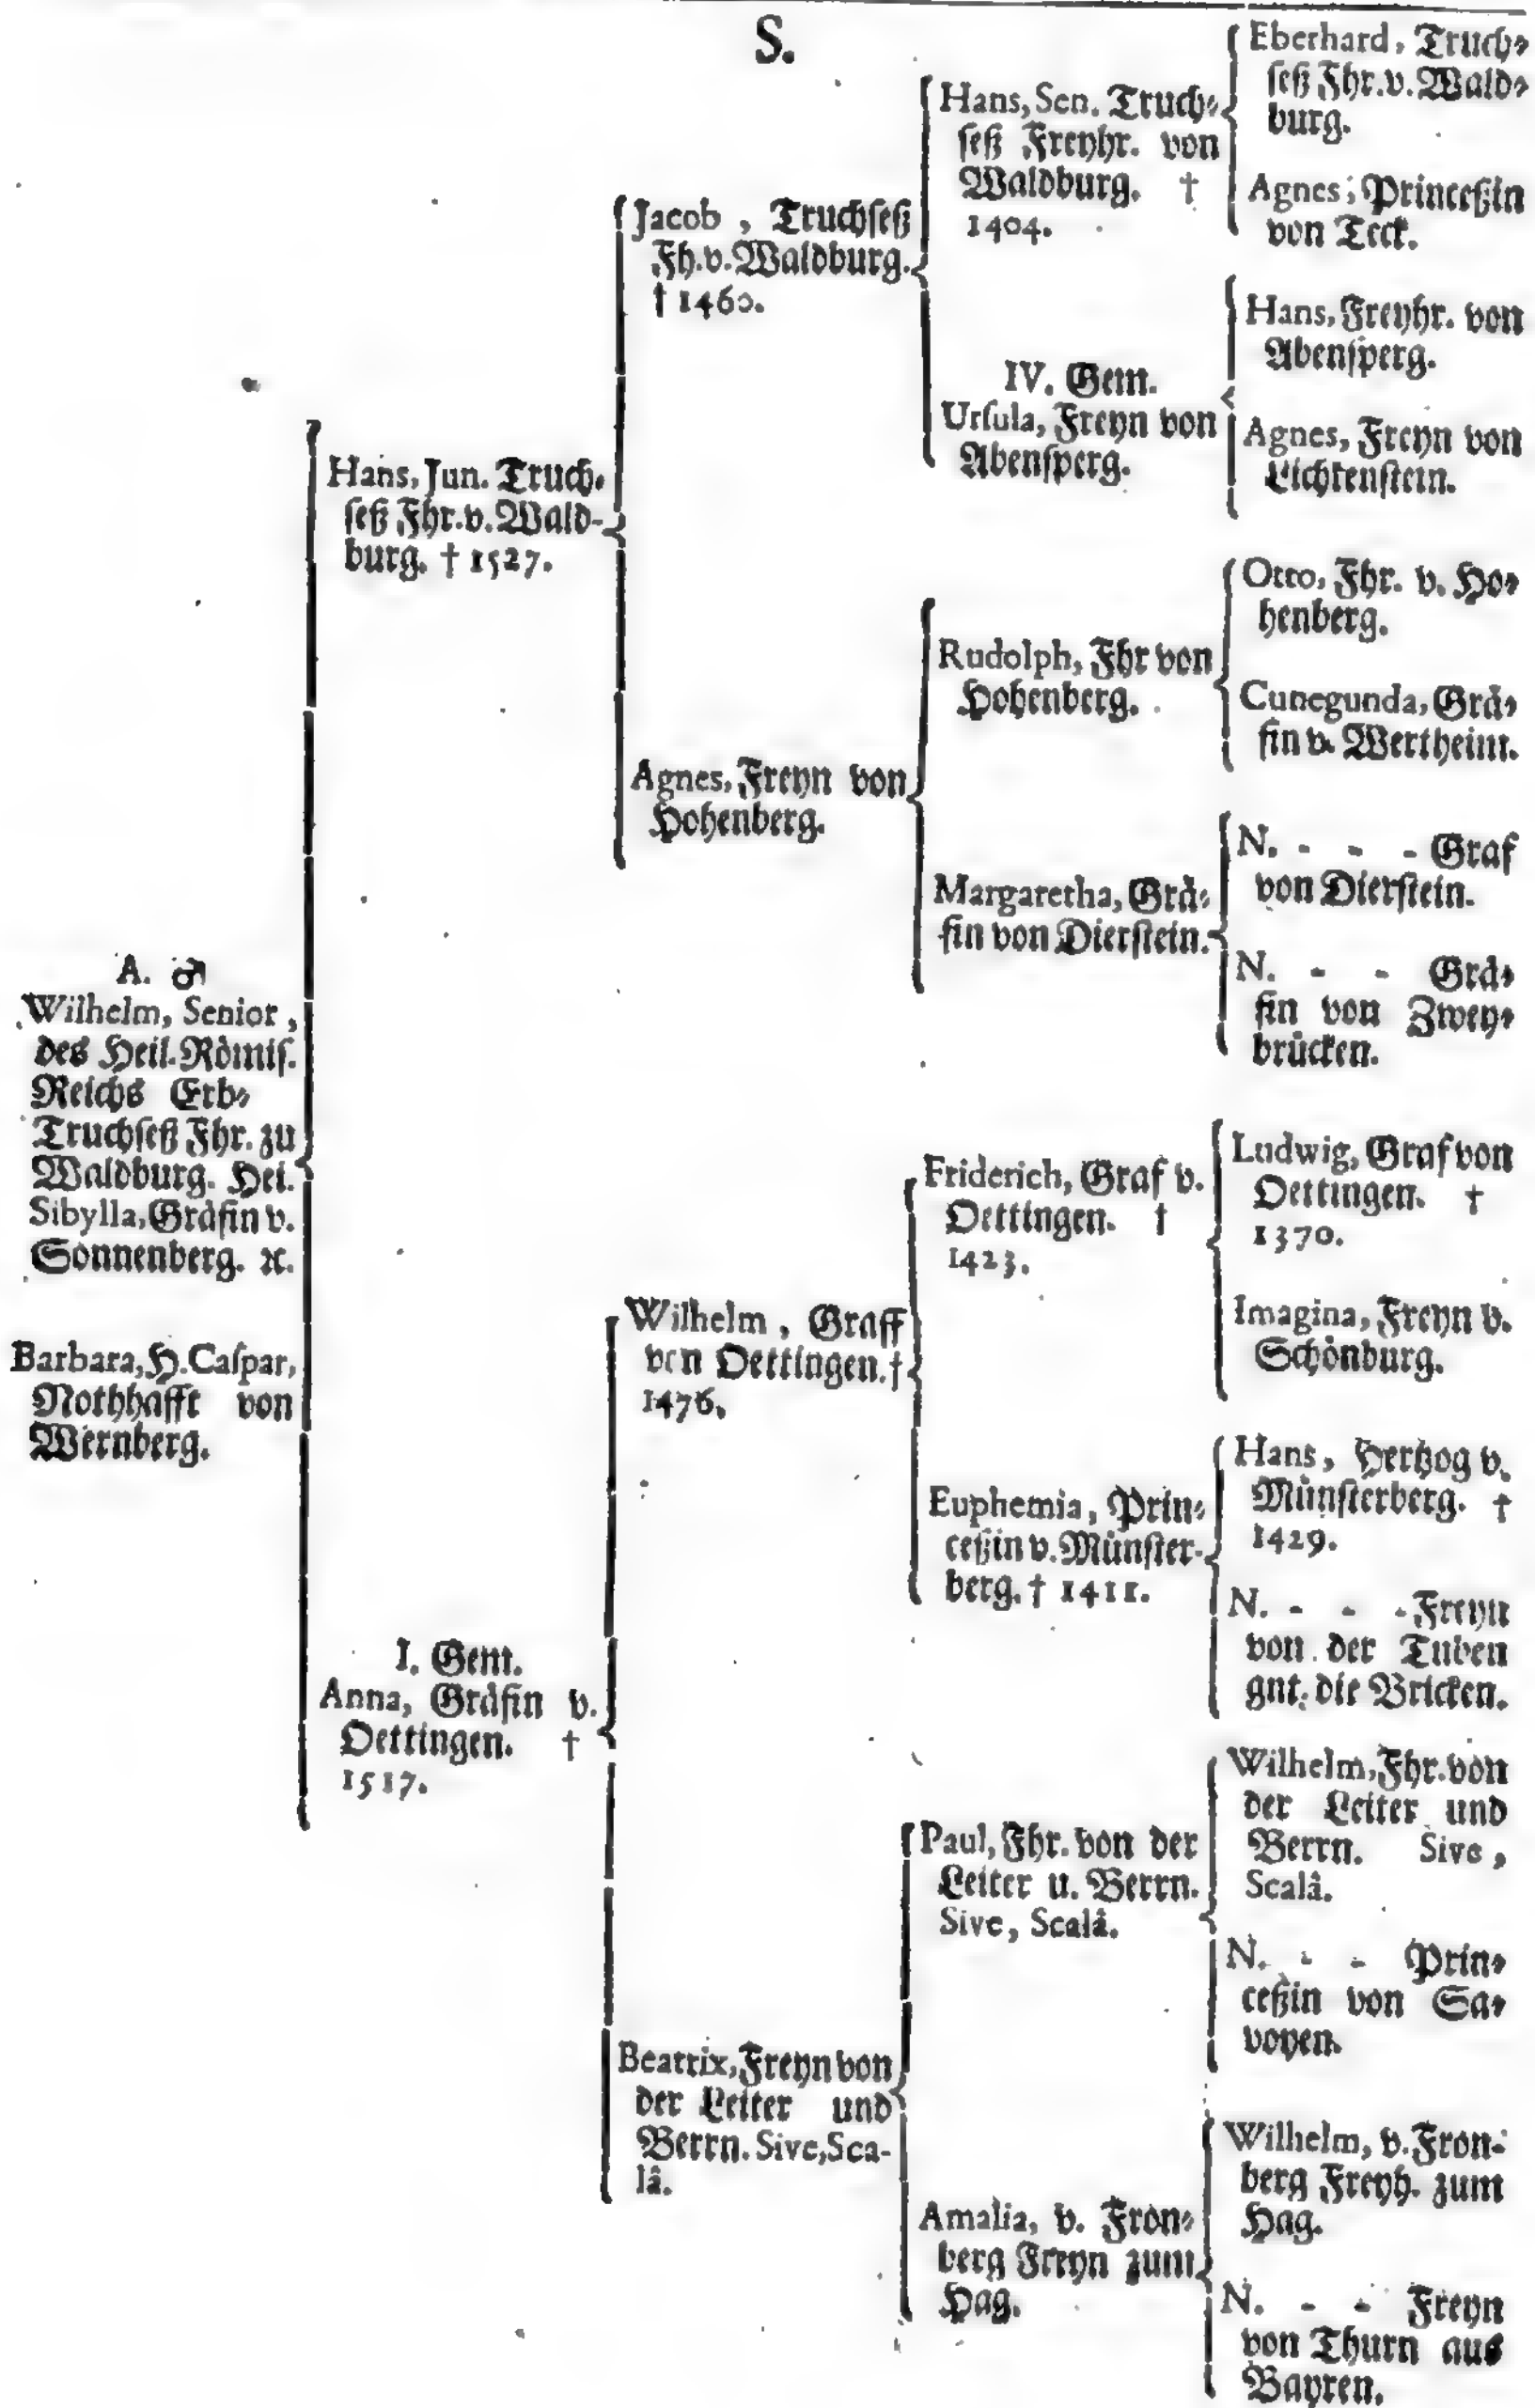 S.
A. ♂
Wilhelm, Senior,
des Heil. Römis.
Reichs Erb-
Truchseß Fhr. zu
Waldburg. Hei.
Sibylla, Gräfin v.
Sonnenberg. ꝛc.
Barbara, H. Caspar,
Nothhafft von
Wernberg.
Hans, Jun. Truch-
seß Fhr. v. Wald-
burg. † 1527.
I. Gem.
Anna, Gräfin v.
Oettingen. †
1517.
Jacob, Truchseß
Fh. v. Waldburg.
† 1460.
Agnes, Freyn von
Hohenberg.
Wilhelm, Graff
von Oettingen. †
1476.
Beatrix, Freyn von
der Leiter und
Berrn. Sive, Sca-
lâ.
Hans, Sen. Truch-
seß Freyhr. von
Waldburg. †
1404.
IV. Gem.
Ursula, Freyn von
Abensperg.
Rudolph, Fhr von
Hohenberg.
Margaretha, Grä-
fin von Dierstein.
Friderich, Graf v.
Oettingen. †
1423.
Euphemia, Prin-
ceßin v. Münster-
berg. † 1411.
Paul, Fhr. von der
Leiter u. Berrn.
Sive, Scalâ.
Amalia, v. Fron-
berg Freyn zum
Hag.
Eberhard, Truch-
seß Fhr. v. Wald-
burg.
Agnes, Princeßin
von Teck.
Hans, Freyhr. von
Abensperg.
Agnes, Freyn von
Lichtenstein.
Otto, Fhr. v. Ho-
henberg.
Cunegunda, Grä-
fin v. Wertheim.
N. - - - Graf
von Dierstein.
N. - - Grä-
fin von Zwey-
brücken.
Ludwig, Graf von
Oettingen. †
1370.
Imagina, Freyn v.
Schönburg.
Hans, Hertzog v.
Münsterberg. †
1429.
N. - - - Freyn
von der Tuben
gnt. die Bricken.
Wilhelm, Fhr. von
der Leiter und
Berrn. Sive,
Scalâ.
N. - - Prin-
ceßin von Sa-
voyen.
Wilhelm, v. Fron-
berg Freyh. zum
Hag.
N. - - Freyn
von Thurn aus
Bayren.